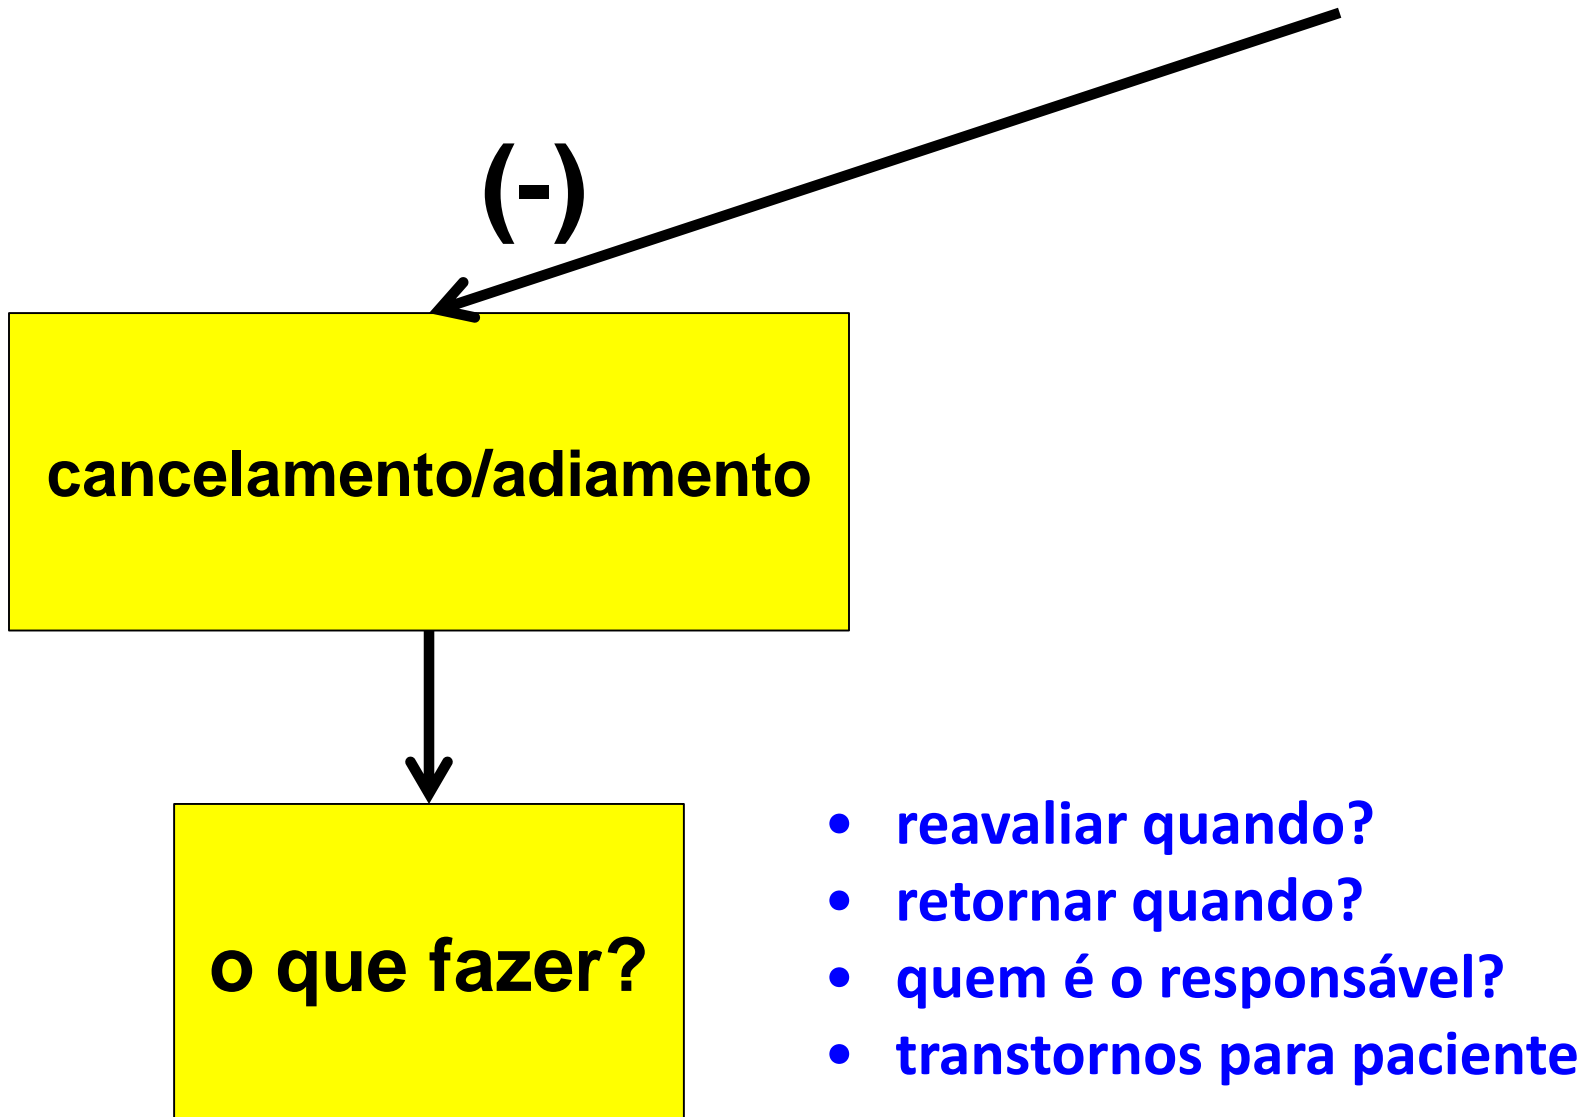 (-)
cancelamento/adiamento
o que fazer?
• reavaliar quando?
• retornar quando?
• quem é o responsável?
• transtornos para paciente